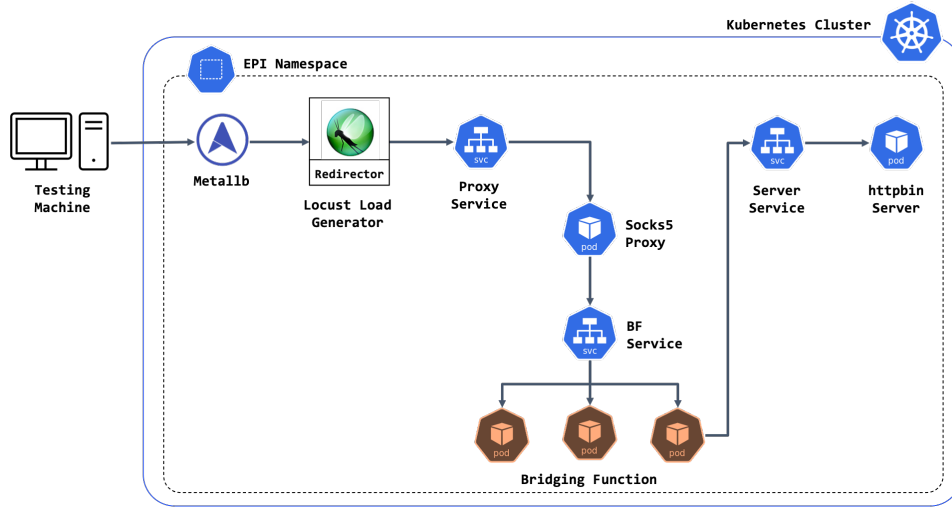 Kubernetes Cluster
EPI Namespace
Testing
Machine
Metallb
Redirector
Locust Load
Generator
svc
Proxy
Service
pod
Socks5
Proxy
svc
BF
Service
pod
pod
pod
Bridging Function
svc
Server
Service
pod
httpbin
Server